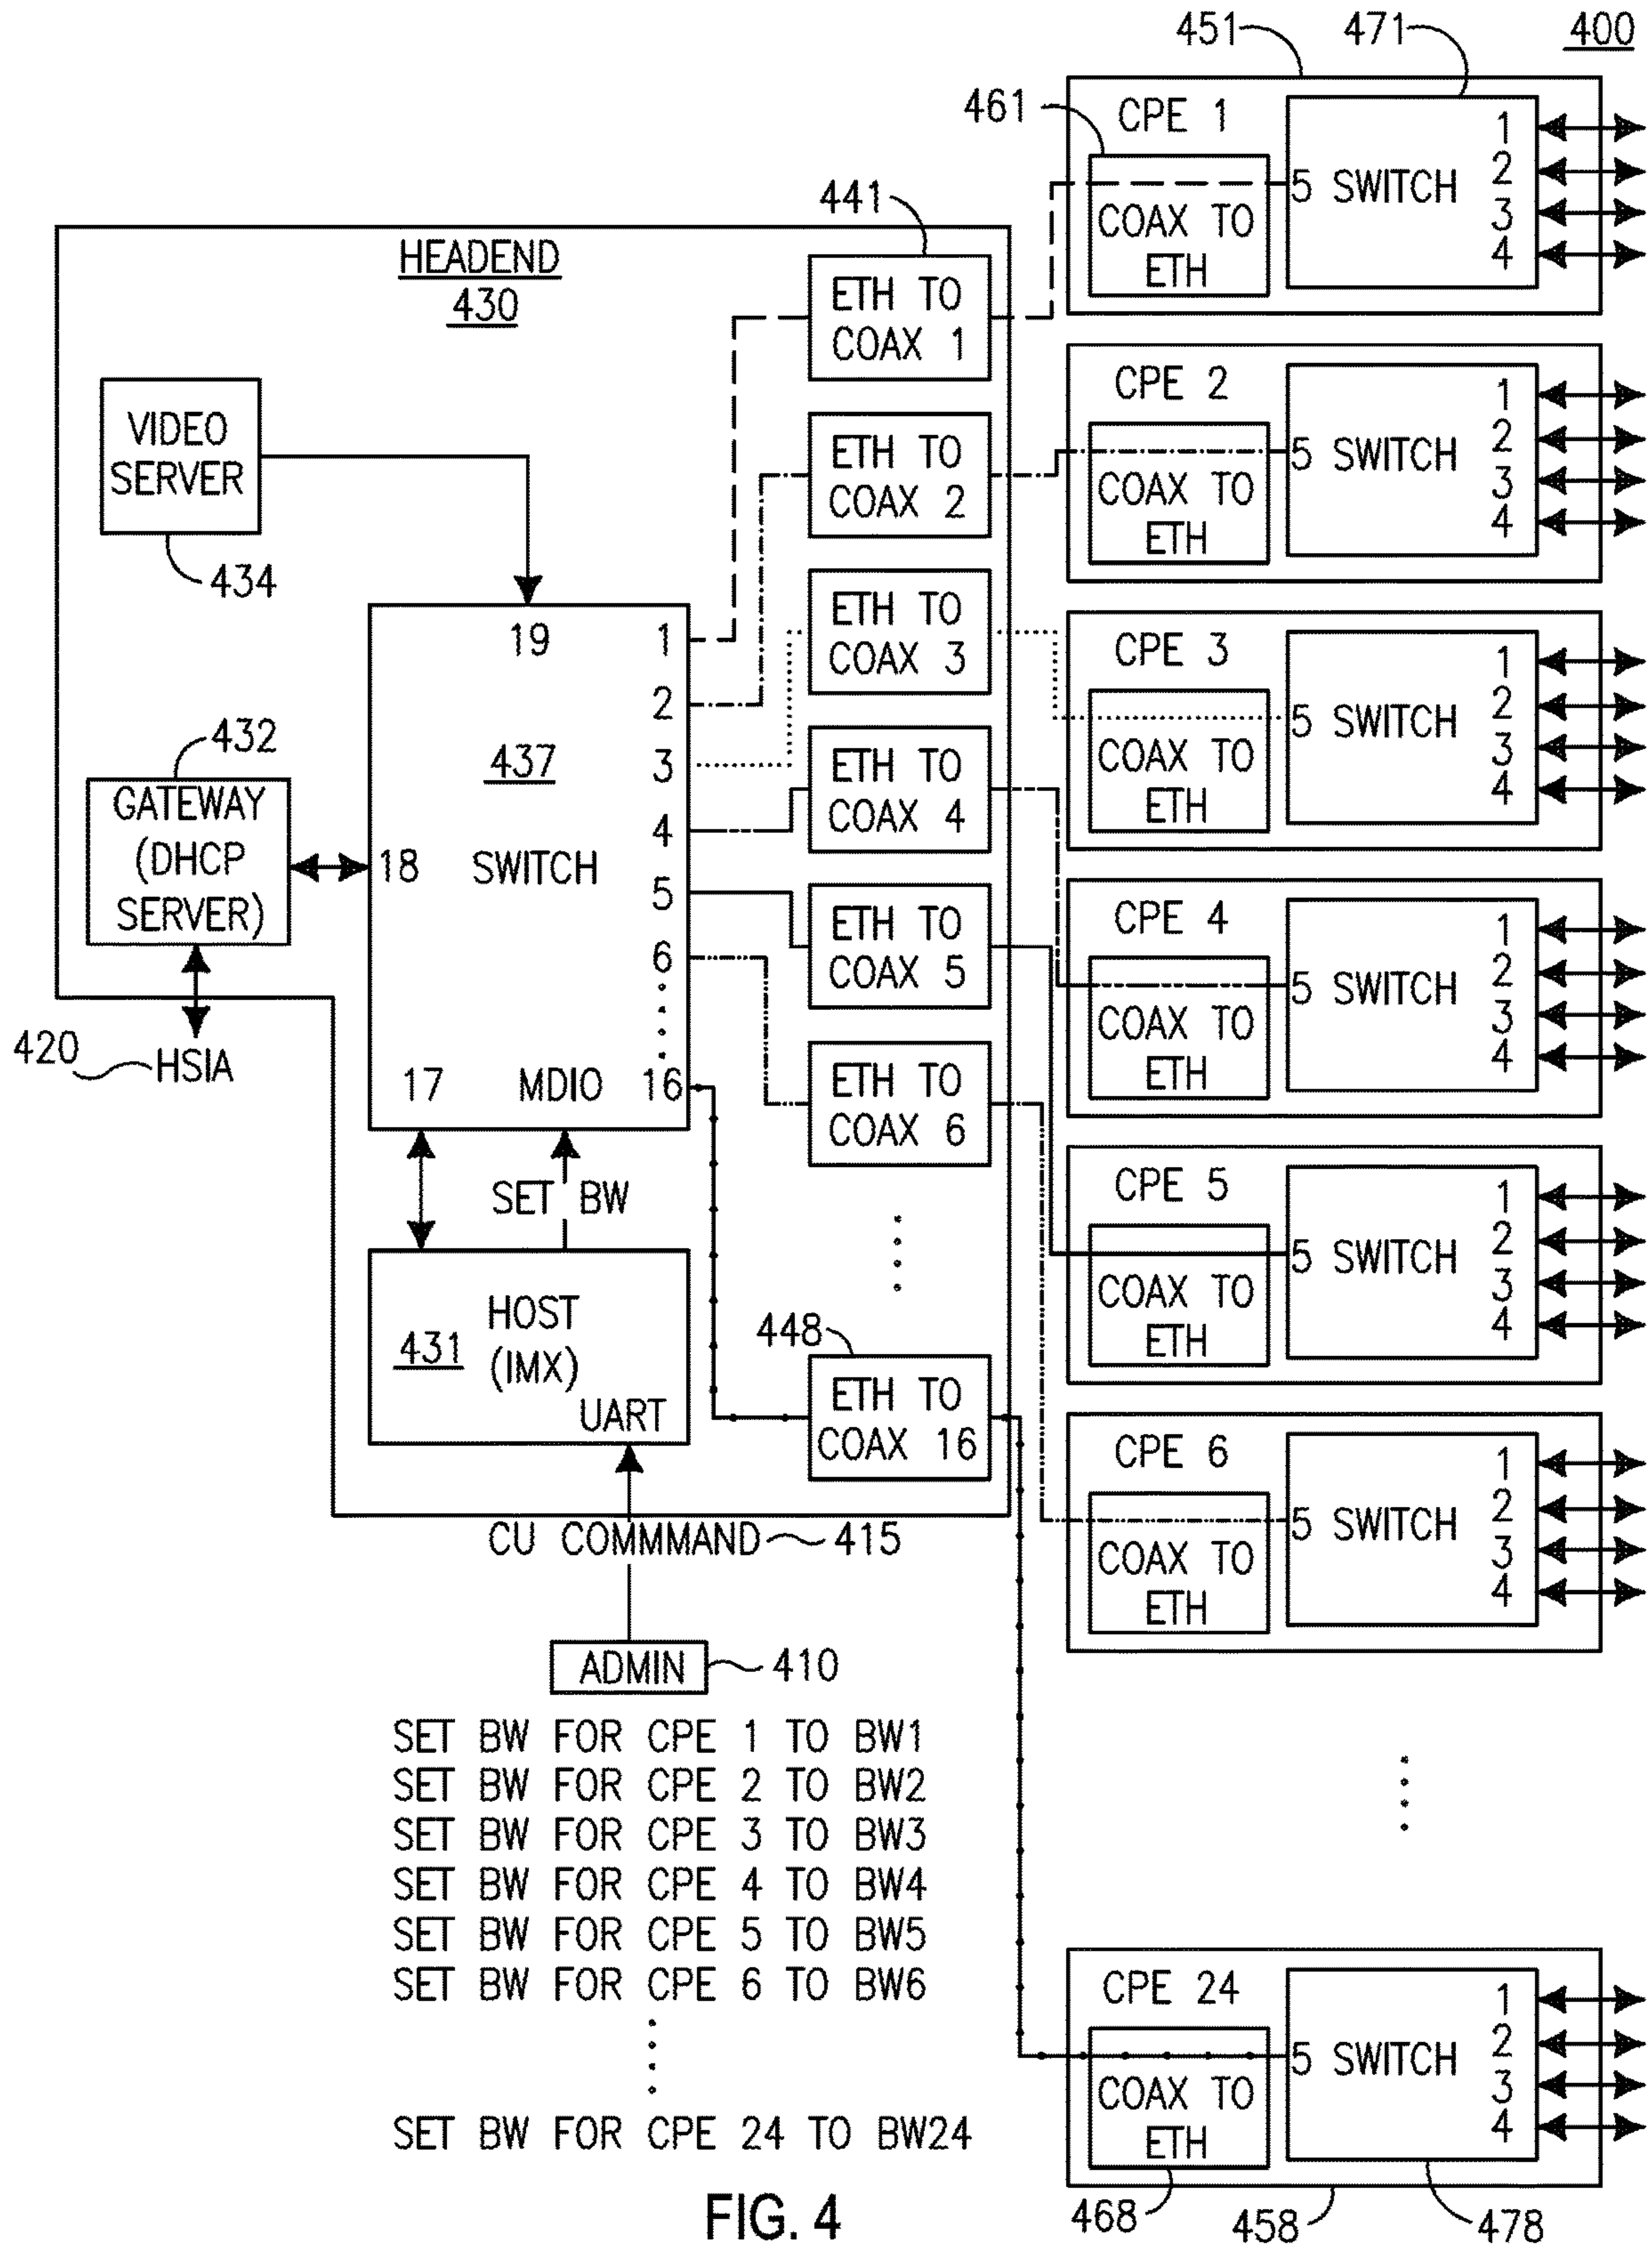 400
451
471
461
CPE 1
COAX TO
ETH
5 SWITCH
1
2
3
4
441
HEADEND
430
ETH TO
COAX 1
CPE 2
COAX TO
ETH
5 SWITCH
1
2
3
4
VIDEO
SERVER
434
ETH TO
COAX 2
ETH TO
COAX 3
CPE 3
COAX TO
ETH
5 SWITCH
1
2
3
4
19
1
2
3
4
5
6
16
437
SWITCH
18
17
MDIO
432
GATEWAY
(DHCP
SERVER)
420
HSIA
ETH TO
COAX 4
ETH TO
COAX 5
ETH TO
COAX 6
CPE 4
COAX TO
ETH
5 SWITCH
1
2
3
4
SET BW
HOST
431
(IMX)
UART
448
ETH TO
COAX 16
CPE 5
COAX TO
ETH
5 SWITCH
1
2
3
4
CPE 6
COAX TO
ETH
5 SWITCH
1
2
3
4
CU COMMMAND
415
ADMIN
410
SET BW FOR CPE 1 TO BW1
SET BW FOR CPE 2 TO BW2
SET BW FOR CPE 3 TO BW3
SET BW FOR CPE 4 TO BW4
SET BW FOR CPE 5 TO BW5
SET BW FOR CPE 6 TO BW6
SET BW FOR CPE 24 TO BW24
CPE 24
COAX TO
ETH
5 SWITCH
1
2
3
4
468
458
478
FIG. 4